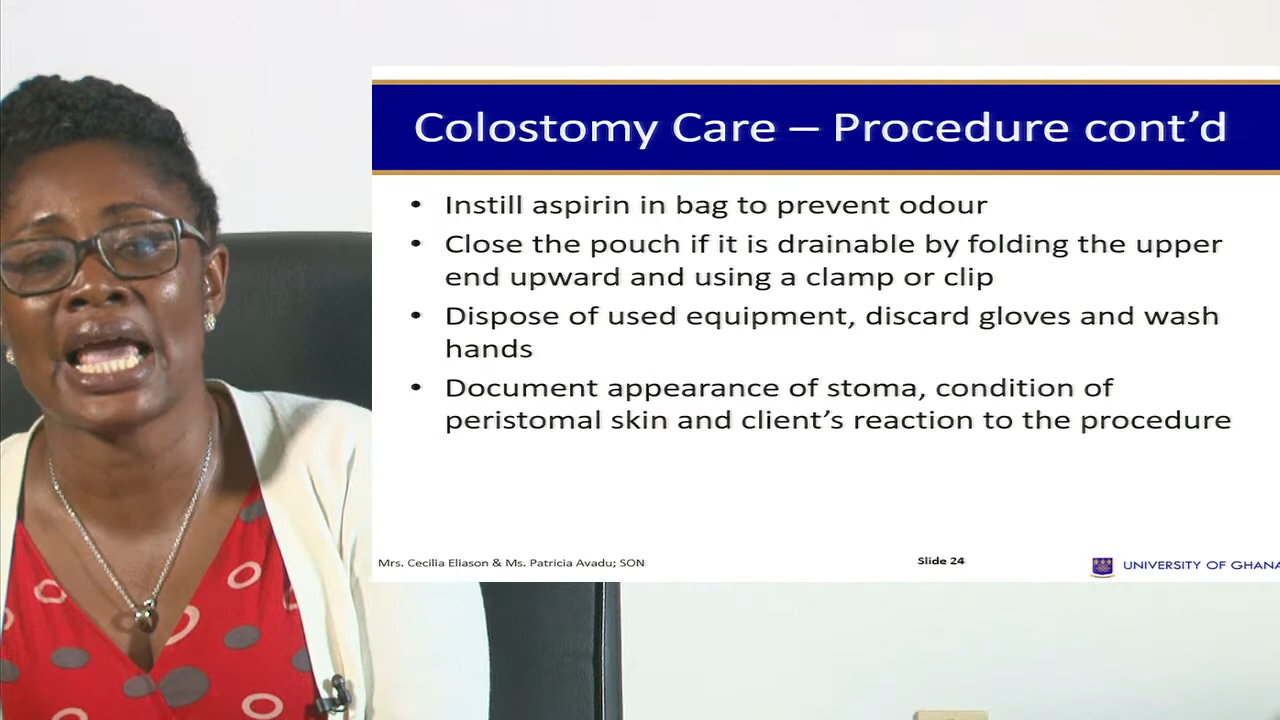 Colostomy Care – Procedure cont’d
• Instill aspirin in bag to prevent odour
• Close the pouch if it is drainable by folding the upper
end upward and using a clamp or clip
• Dispose of used equipment, discard gloves and wash
hands
• Document appearance of stoma, condition of
peristomal skin and client’s reaction to the procedure
Mrs. Cecilia Eliason & Ms. Patricia Avadu; SON
Slide 24
UNIVERSITY OF GHANA